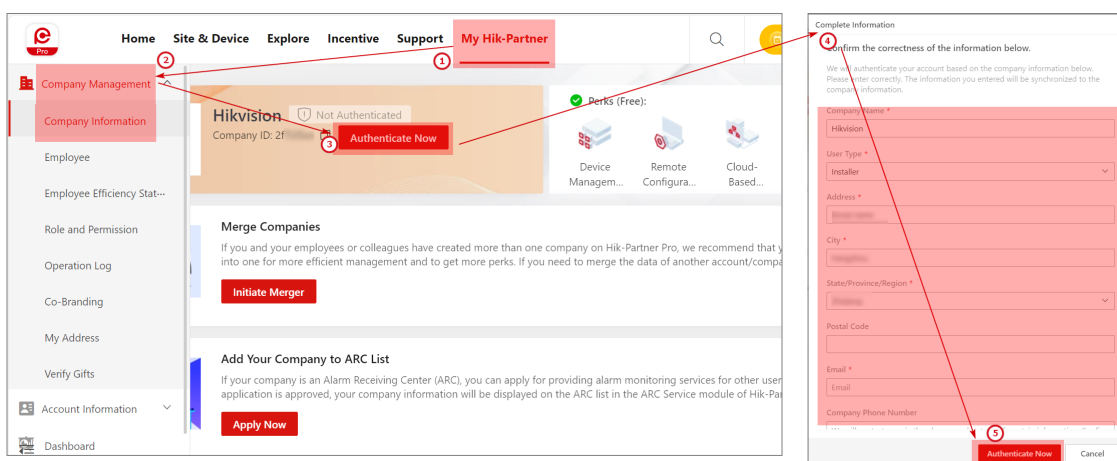 Pro
Home Site & Device Explore Incentive Support My Hik-Partner
1
2
Company Management
Company Information
Employee
Employee Efficiency Stat···
Role and Permission
Operation Log
Co-Branding
My Address
Verify Gifts
Account Information
Dashboard
Hikvision Not Authenticated
Company ID: 2f
3
Authenticate Now
Perks (Free):
Device Managem...
Remote Configura...
Cloud-Based...
Merge Companies
If you and your employees or colleagues have created more than one company on Hik-Partner Pro, we recommend that
into one for more efficient management and to get more perks. If you need to merge the data of another
Initiate Merger
Add Your Company to ARC List
If your company is an Alarm Receiving Center (ARC), you can apply for providing alarm monitoring services for other user
application is approved, your company information will be displayed on the ARC list in the ARC Service module of
Apply Now
Complete Information
4
Confirm the correctness of the information below.
We will authenticate your account based on the company information below.
Please enter correctly. The information you entered will be synchronized to the
company information.
Company Name *
Hikvision
User Type *
Installer
Address *
City *
State/Province/Region *
Postal Code
Email *
Email
Company Phone Number
5
Authenticate Now Cancel